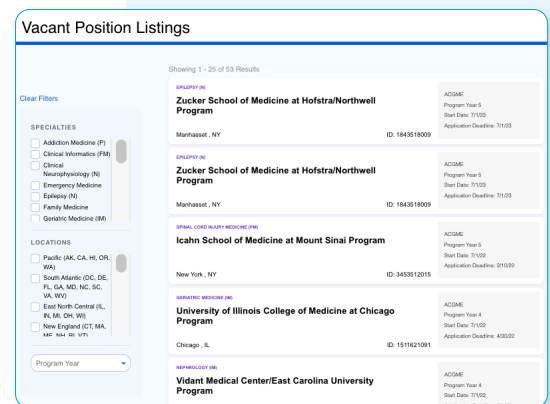 Vacant Position Listings
Showing 1 - 25 of 53 Results
Clear Filters
SPECIALTIES
Addiction Medicine (P)
Clinical Informatics (FM)
Clinical
Neurophysiology (N)
Emergency Medicine
Epilepsy (N)
Family Medicine
Geriatric Medicine (IM)
LOCATIONS
Pacific (AK, CA, HI, OR,
WA)
South Atlantic (DC, DE,
FL, GA, MD, NC, SC,
VA, WV)
East North Central (IL,
IN, MI, OH, WI)
New England (CT, MA,
ME, NH, RI, VT)
Program Year
EPILEPSY (N)
Zucker School of Medicine at Hofstra/Northwell
Program
Manhasset , NY
ID: 1843518009
ACGME
Program Year 5
Start Date: 7/1/23
Application Deadline: 7/1/23
EPILEPSY (N)
Zucker School of Medicine at Hofstra/Northwell
Program
Manhasset , NY
ID: 1843518009
ACGME
Program Year 5
Start Date: 7/1/23
Application Deadline: 7/1/23
SPINAL CORD INJURY MEDICINE (PM)
Icahn School of Medicine at Mount Sinai Program
New York , NY
ID: 3453512015
ACGME
Program Year 5
Start Date: 7/1/22
Application Deadline: 2/10/22
GERIATRIC MEDICINE (IM)
University of Illinois College of Medicine at Chicago
Program
Chicago , IL
ID: 1511621091
ACGME
Program Year 4
Start Date: 7/1/22
Application Deadline: 4/30/22
NEPHROLOGY (IM)
Vidant Medical Center/East Carolina University
Program
ACGME
Program Year 4
Start Date: 7/1/22